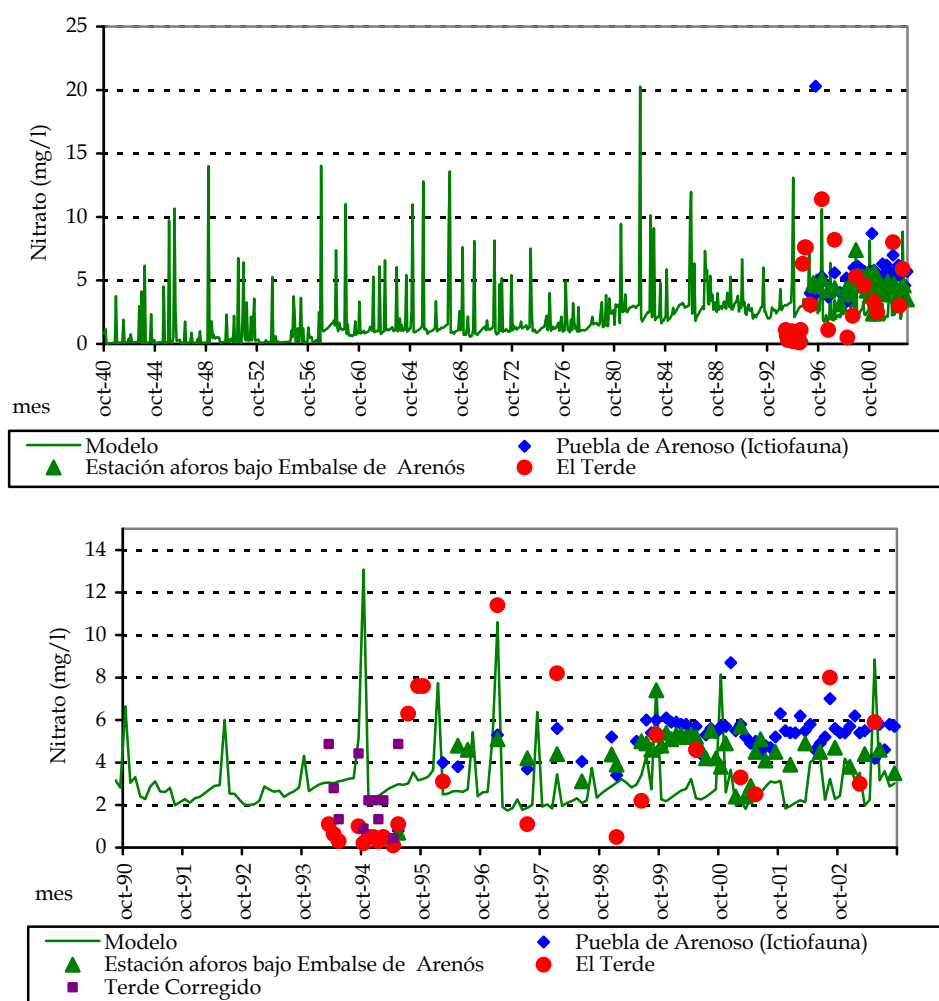 25
20
15
10
5
0
Nitrato (mg/l)
oct-40
oct-44
oct-48
oct-52
oct-56
oct-60
oct-64
oct-68
oct-72
oct-76
oct-80
oct-84
oct-88
oct-92
oct-96
oct-00
mes
Modelo
Puebla de Arenoso (Ictiofauna)
Estación aforos bajo Embalse de Arenós
El Terde
14
12
10
8
6
4
2
0
Nitrato (mg/l)
oct-90
oct-91
oct-92
oct-93
oct-94
oct-95
oct-96
oct-97
oct-98
oct-99
oct-00
oct-01
oct-02
mes
Modelo
Puebla de Arenoso (Ictiofauna)
Estación aforos bajo Embalse de Arenós
El Terde
Terde Corregido